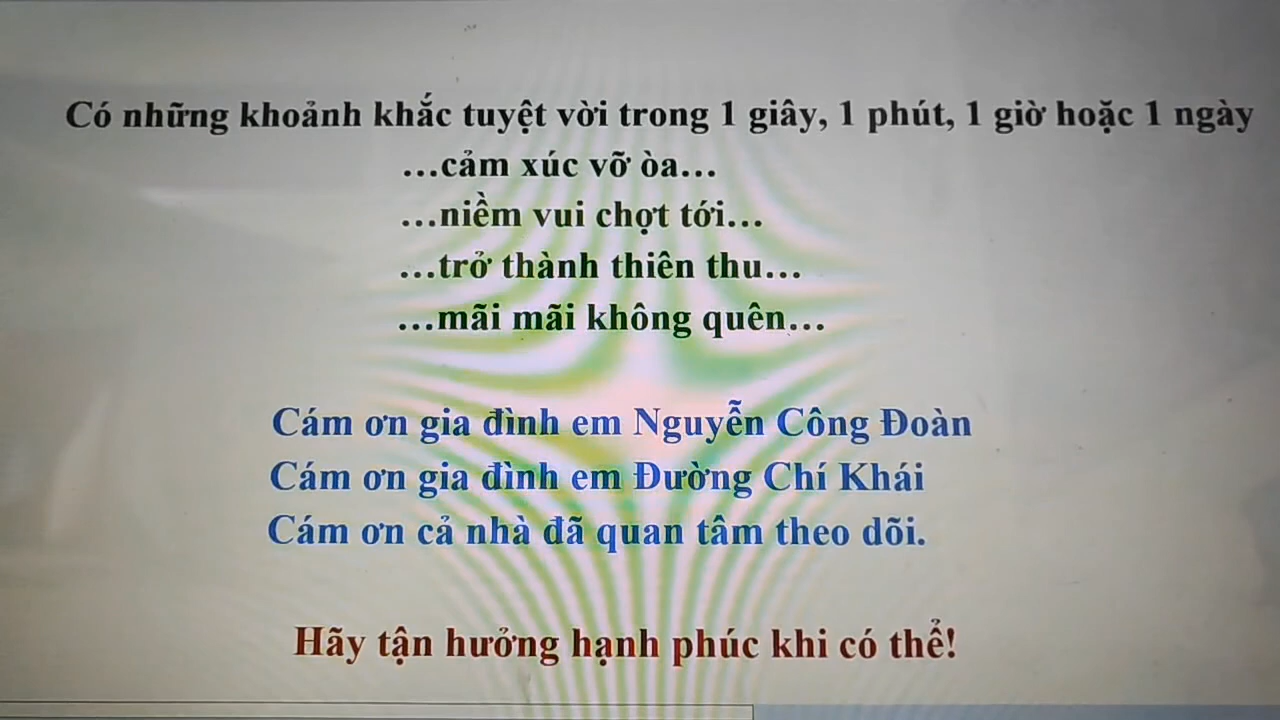 Có những khoảnh khắc tuyệt vời trong 1 giây, 1 phút, 1 giờ hoặc 1 ngày
...cảm xúc vỡ òa...
...niềm vui chợt tới...
...trở thành thiên thu...
...mãi mãi không quên...
Cám ơn gia đình em Nguyễn Công Đoàn
Cám ơn gia đình em Đường Chí Khái
Cám ơn cả nhà đã quan tâm theo dõi.
Hãy tận hưởng hạnh phúc khi có thể!